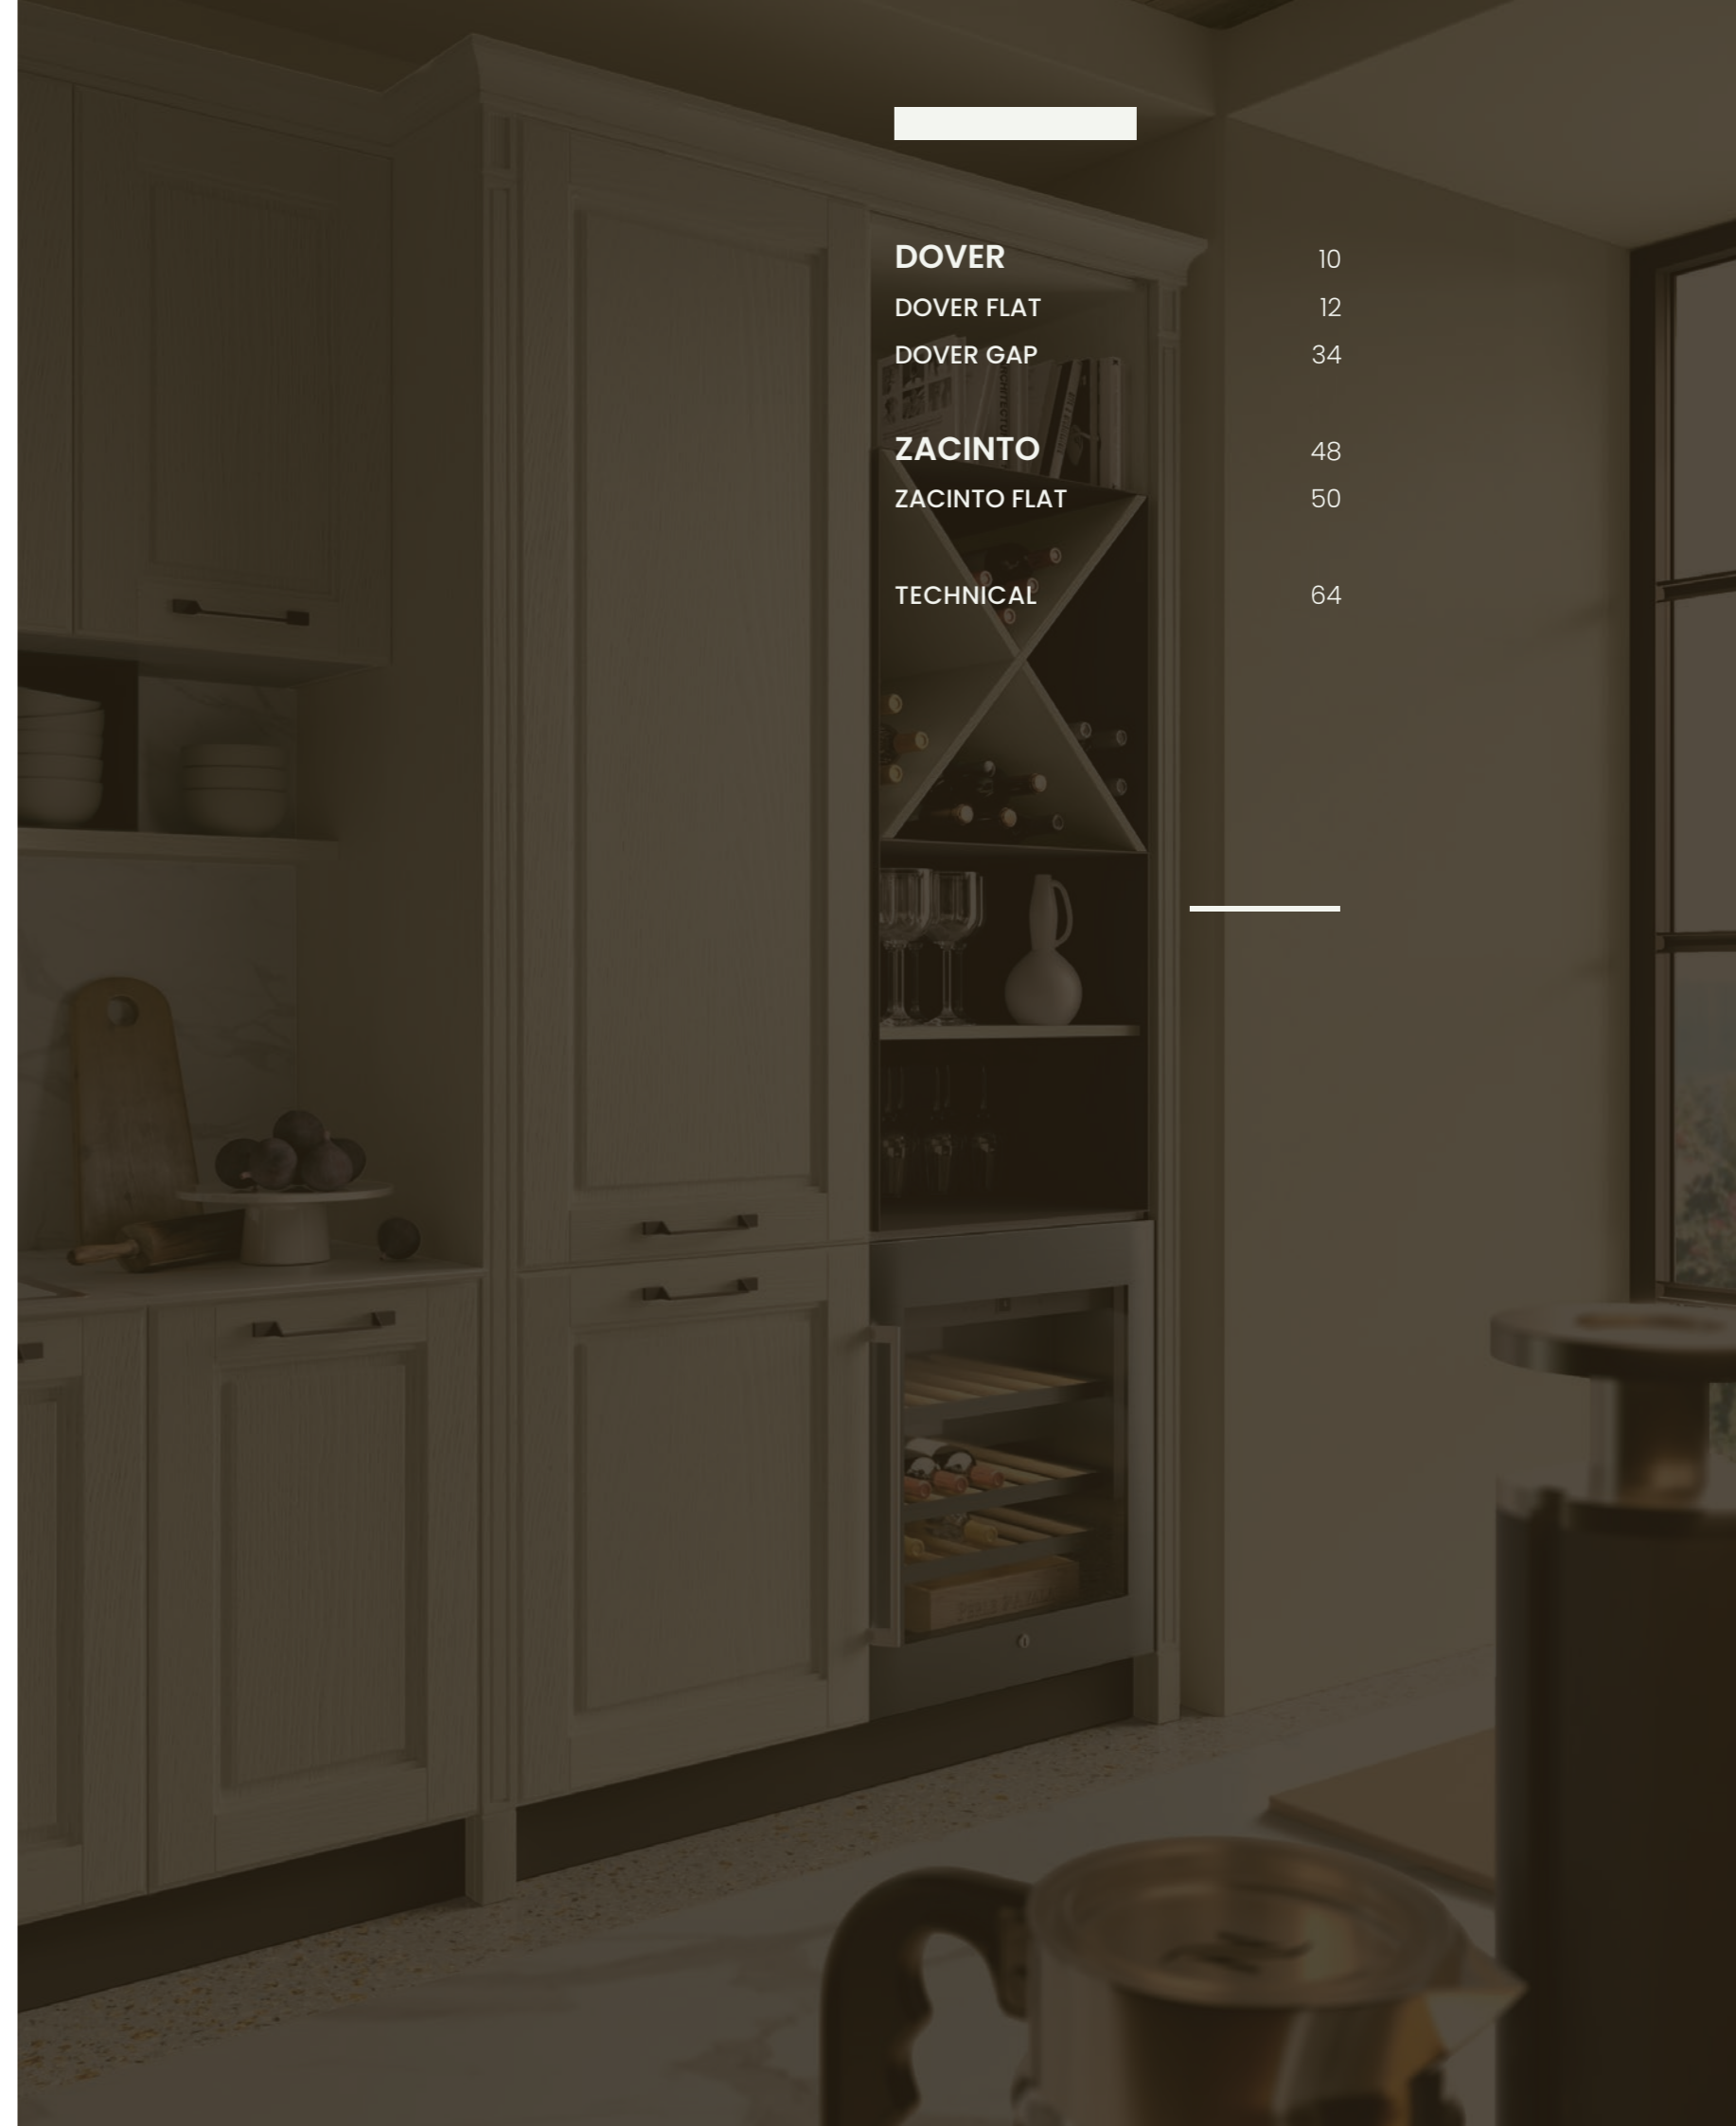 DOVER 10
DOVER FLAT 12
DOVER GAP 34
ZACINTO 48
ZACINTO FLAT 50
TECHNICAL 64